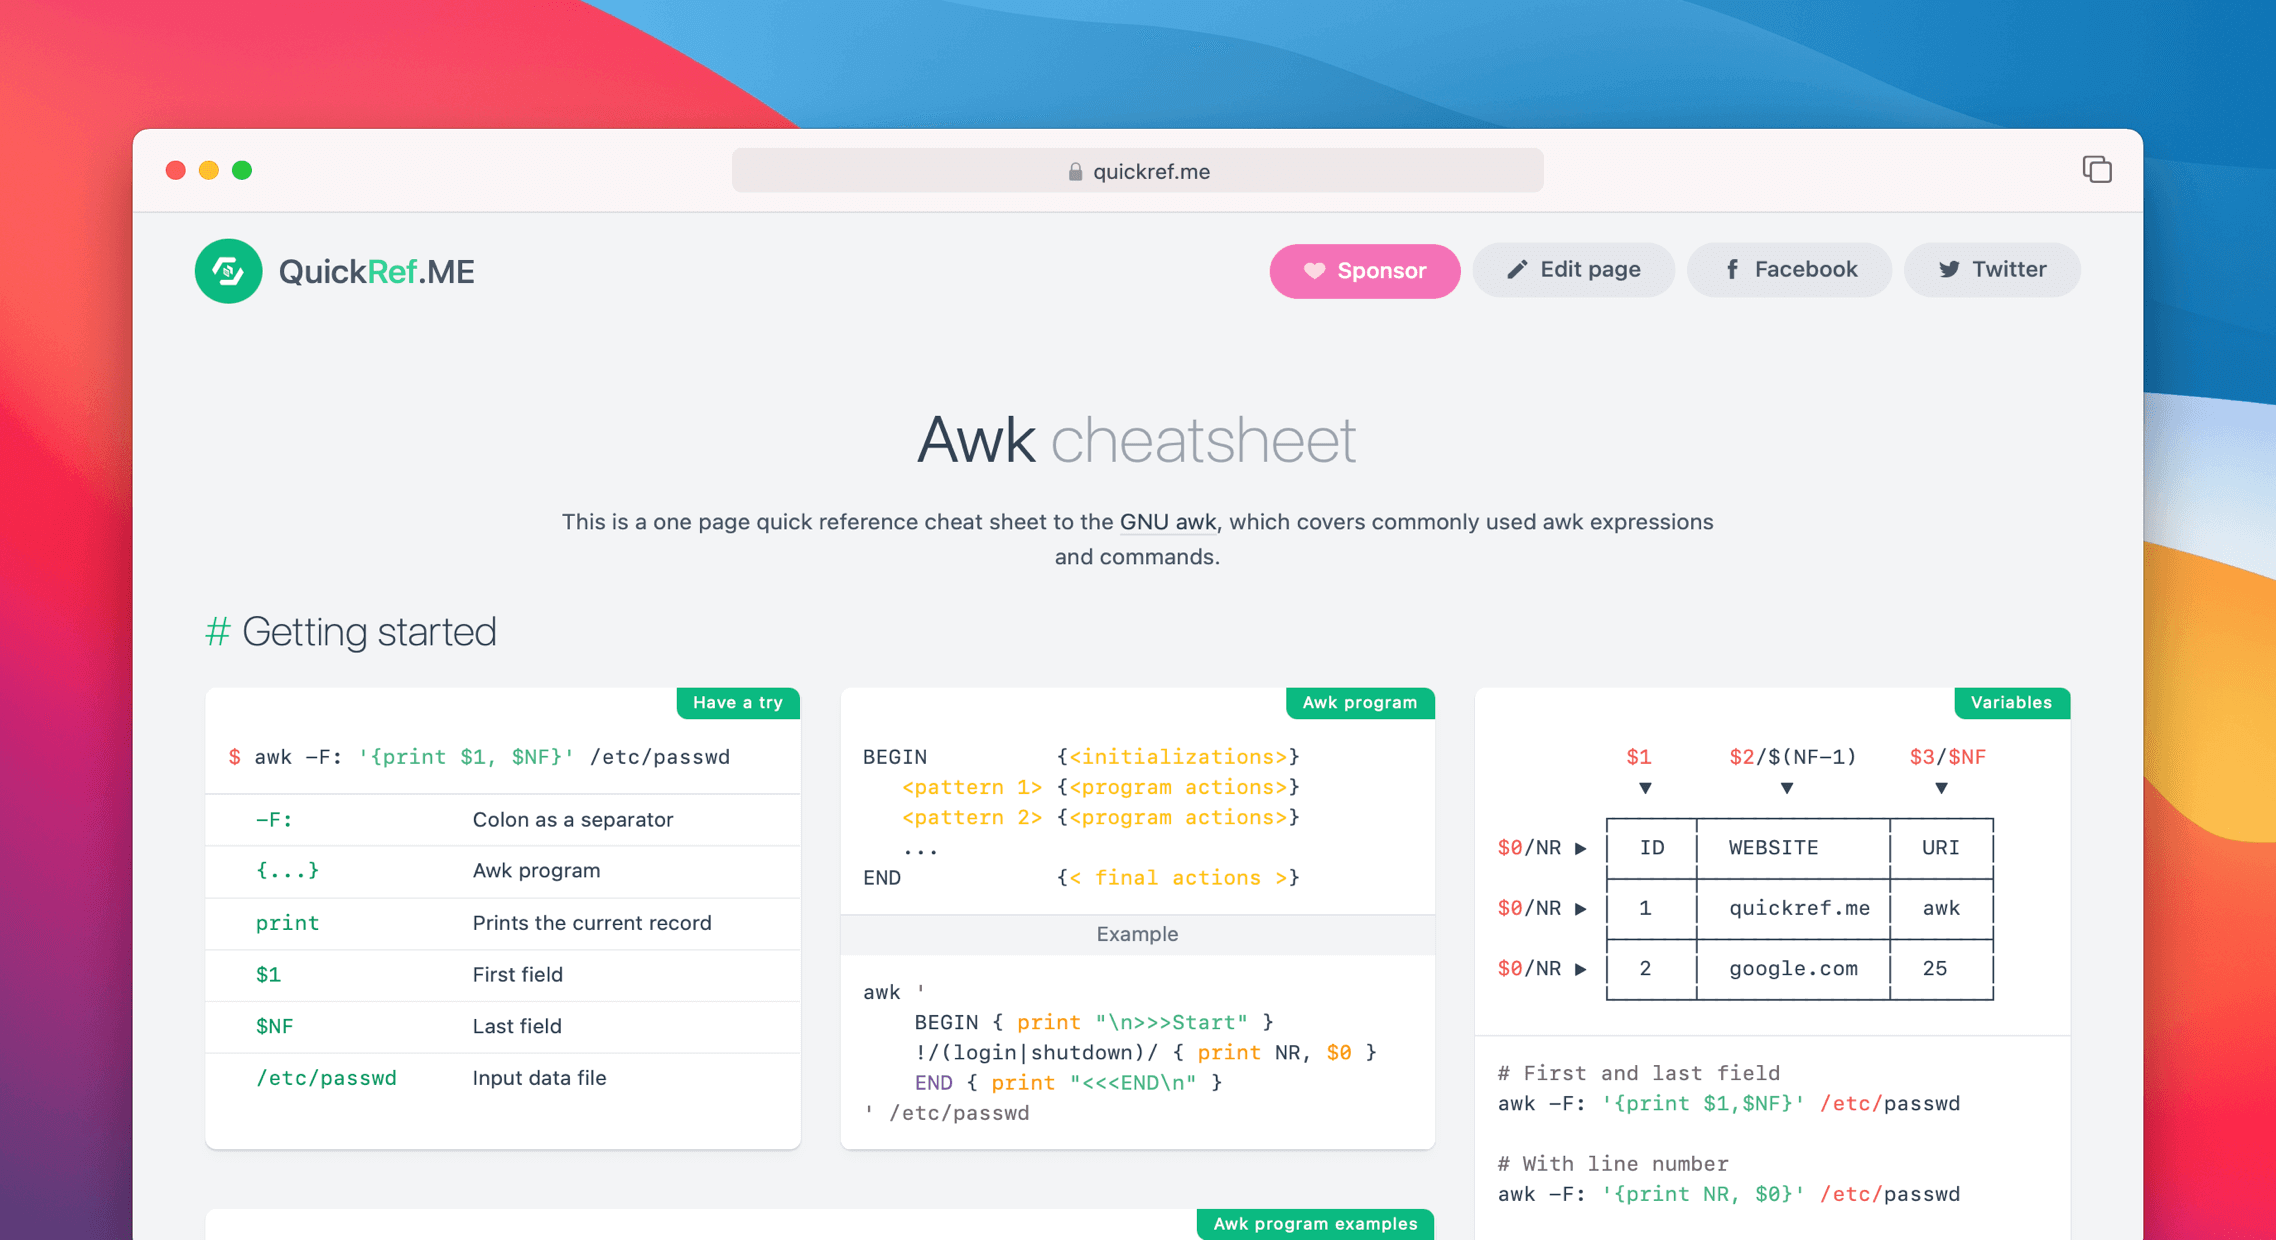 quickref.me
QuickRef.ME
Sponsor
Edit page
Facebook
Twitter
Awk cheatsheet
This is a one page quick reference cheat sheet to the GNU awk, which covers commonly used awk expressions
and commands.
# Getting started
Have a try
$ awk -F: '{print $1, $NF}' /etc/passwd
-F: Colon as a separator
{...} Awk program
print Prints the current record
$1 First field
$NF Last field
/etc/passwd Input data file
Awk program
BEGIN {<initializations>}
<pattern 1> {<program actions>}
<pattern 2> {<program actions>}
...
END {< final actions >}
Example
awk '
BEGIN { print "\n>>>Start" }
!/(login|shutdown)/ { print NR, $0 }
END { print "<<<END\n" }
' /etc/passwd
Variables
$1 $2/$(NF-1) $3/$NF
▼ ▼ ▼
$0/NR ▶ ID WEBSITE URI
$0/NR ▶ 1 quickref.me awk
$0/NR ▶ 2 google.com 25
# First and last field
awk -F: '{print $1,$NF}' /etc/passwd
# With line number
awk -F: '{print NR, $0}' /etc/passwd
Awk program examples